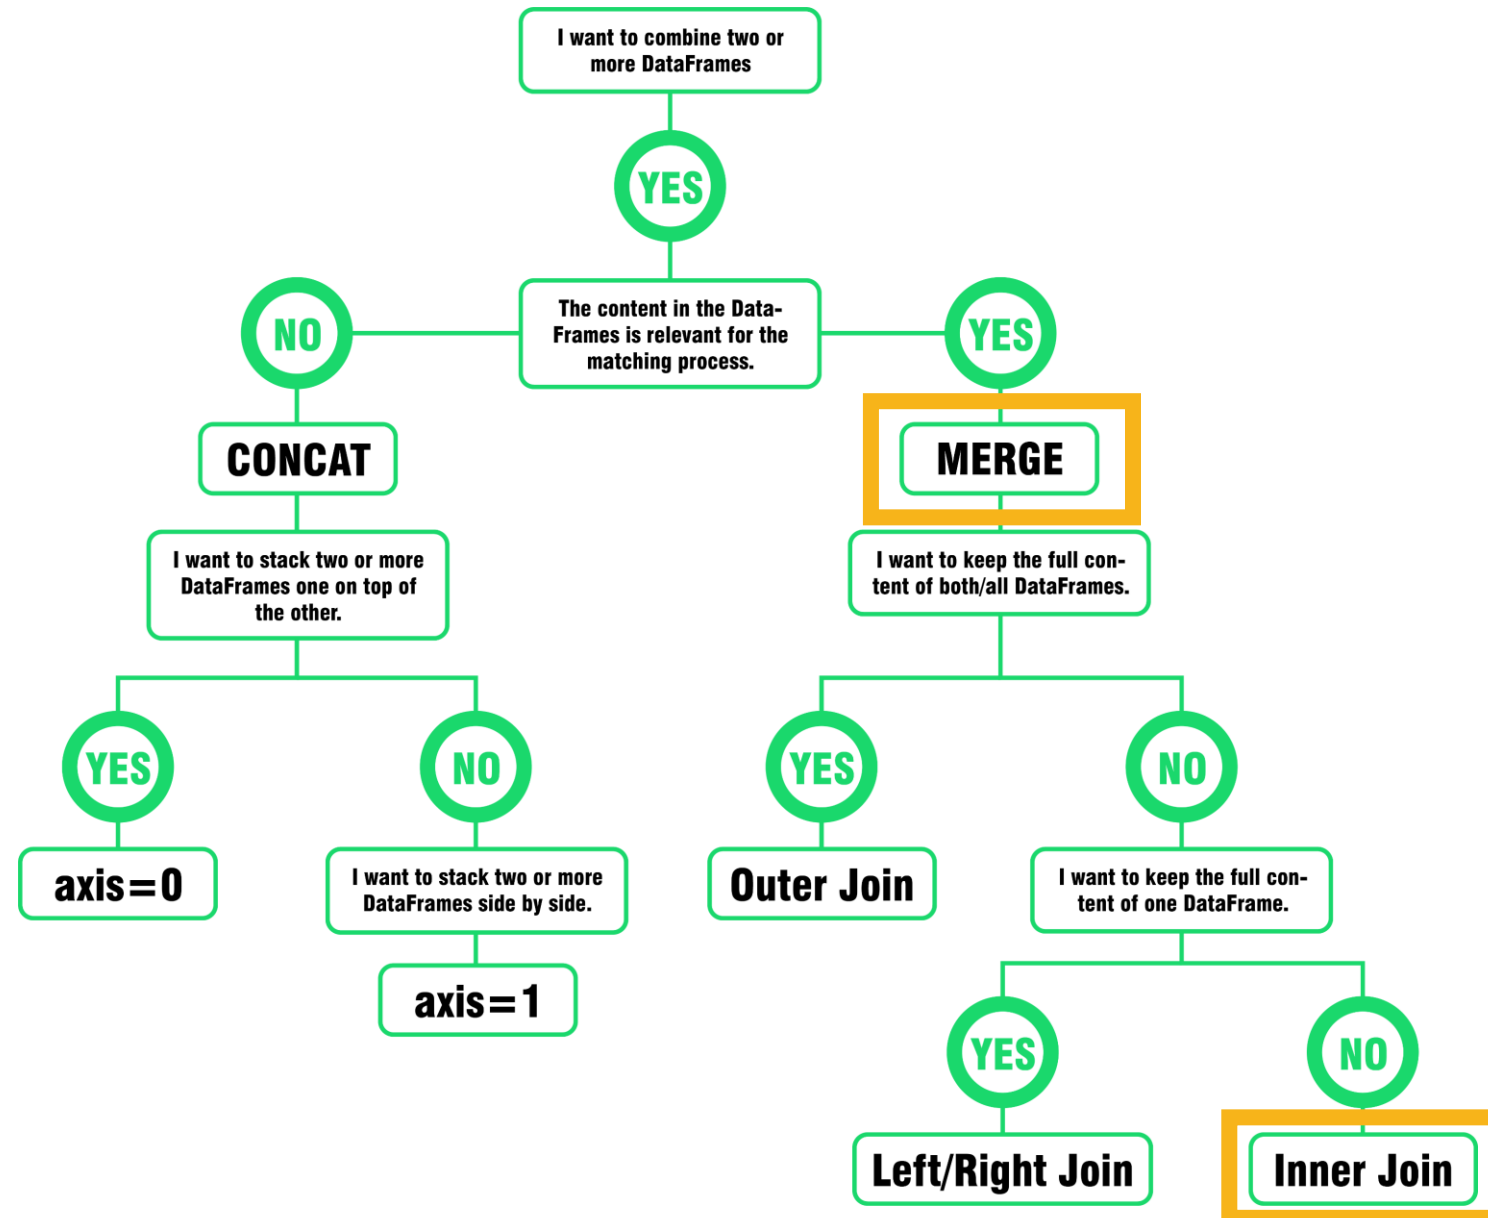 I want to combine two or
more DataFrames
YES
The content in the Data-
Frames is relevant for the
matching process.
NO
YES
CONCAT
MERGE
I want to stack two or more
DataFrames one on top of
the other.
I want to keep the full con-
tent of both/all DataFrames.
YES
NO
YES
NO
axis=0
I want to stack two or more
DataFrames side by side.
Outer Join
I want to keep the full con-
tent of one DataFrame.
axis=1
YES
NO
Left/Right Join
Inner Join